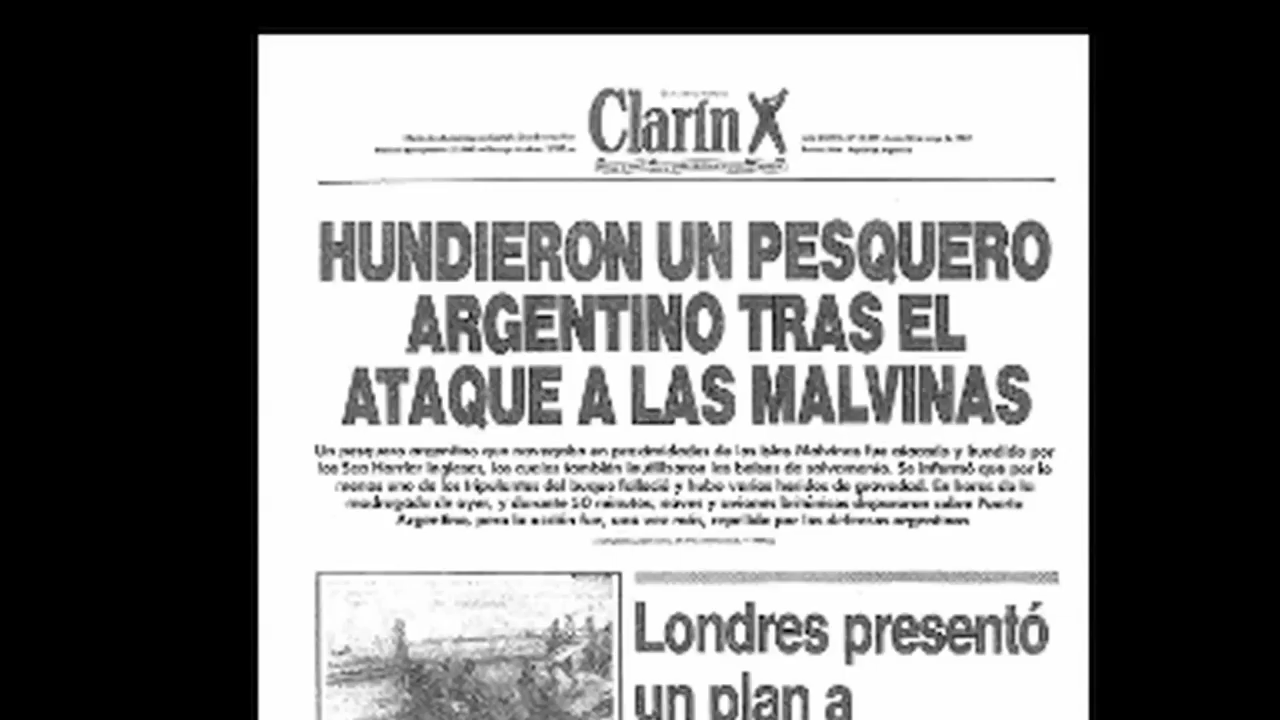 Clarín
HUNDIERON UN PESQUERO
ARGENTINO TRAS EL
ATAQUE A LAS MALVINAS
Un pesquero argentino que navegaba en proximidades de las islas Malvinas fue atacado y hundido por
los Sea Harrier ingleses, los cuales también inutilizaron las balsas de salvamento. Se informó que por lo
menos uno de los tripulantes del buque falleció y hubo varios heridos de gravedad. En horas de la
madrugada de ayer, y durante 50 minutos, naves y aviones británicos dispararon sobre Puerto
Argentino, pero la acción fue, una vez más, repelida por las defensas argentinas
Londres presentó
un plan a